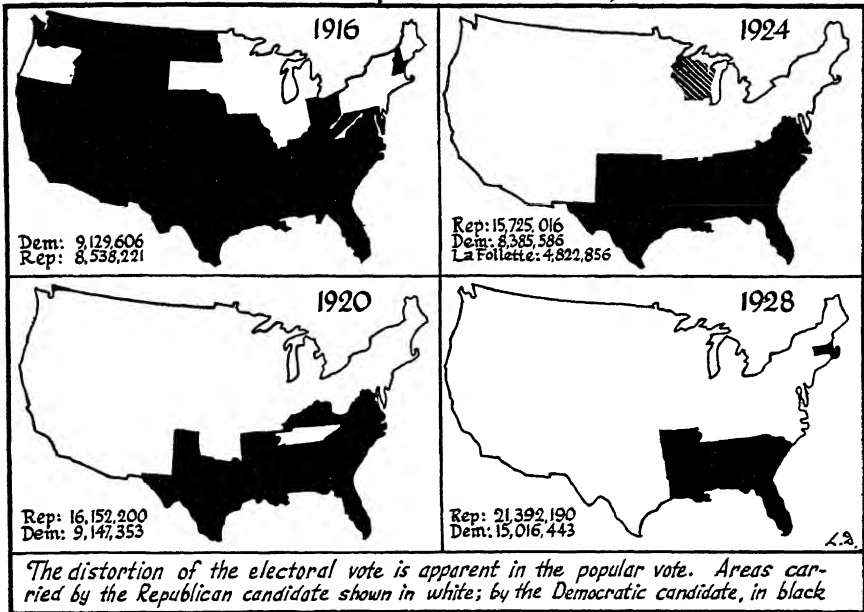 1916
Dem: 9,129,606
Rep: 8,538,221
1924
Rep: 15,725,016
Dem: 8,385,586
La Follette: 4,822,856
1920
Rep: 16,152,200
Dem: 9,147,353
1928
Rep: 21,392,190
Dem: 15,016,443
The distortion of the electoral vote is apparent in the popular vote. Areas car-
ried by the Republican candidate shown in white; by the Democratic candidate, in black